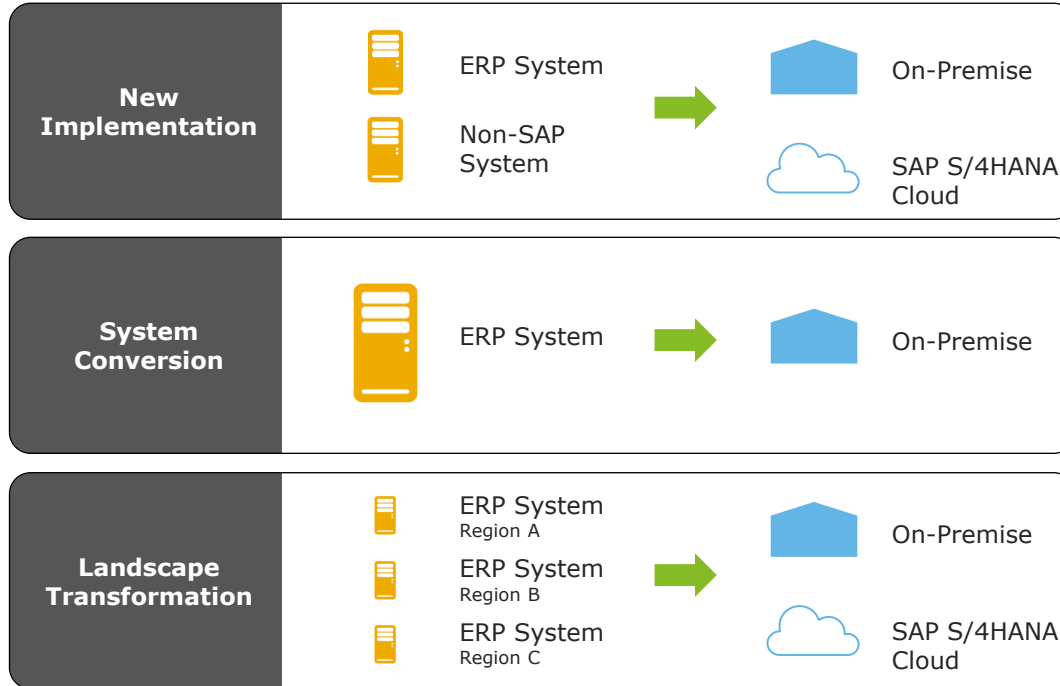 New
Implementation
ERP System
Non-SAP
System
On-Premise
SAP S/4HANA
Cloud
System
Conversion
ERP System
On-Premise
Landscape
Transformation
ERP System
Region A
ERP System
Region B
ERP System
Region C
On-Premise
SAP S/4HANA
Cloud